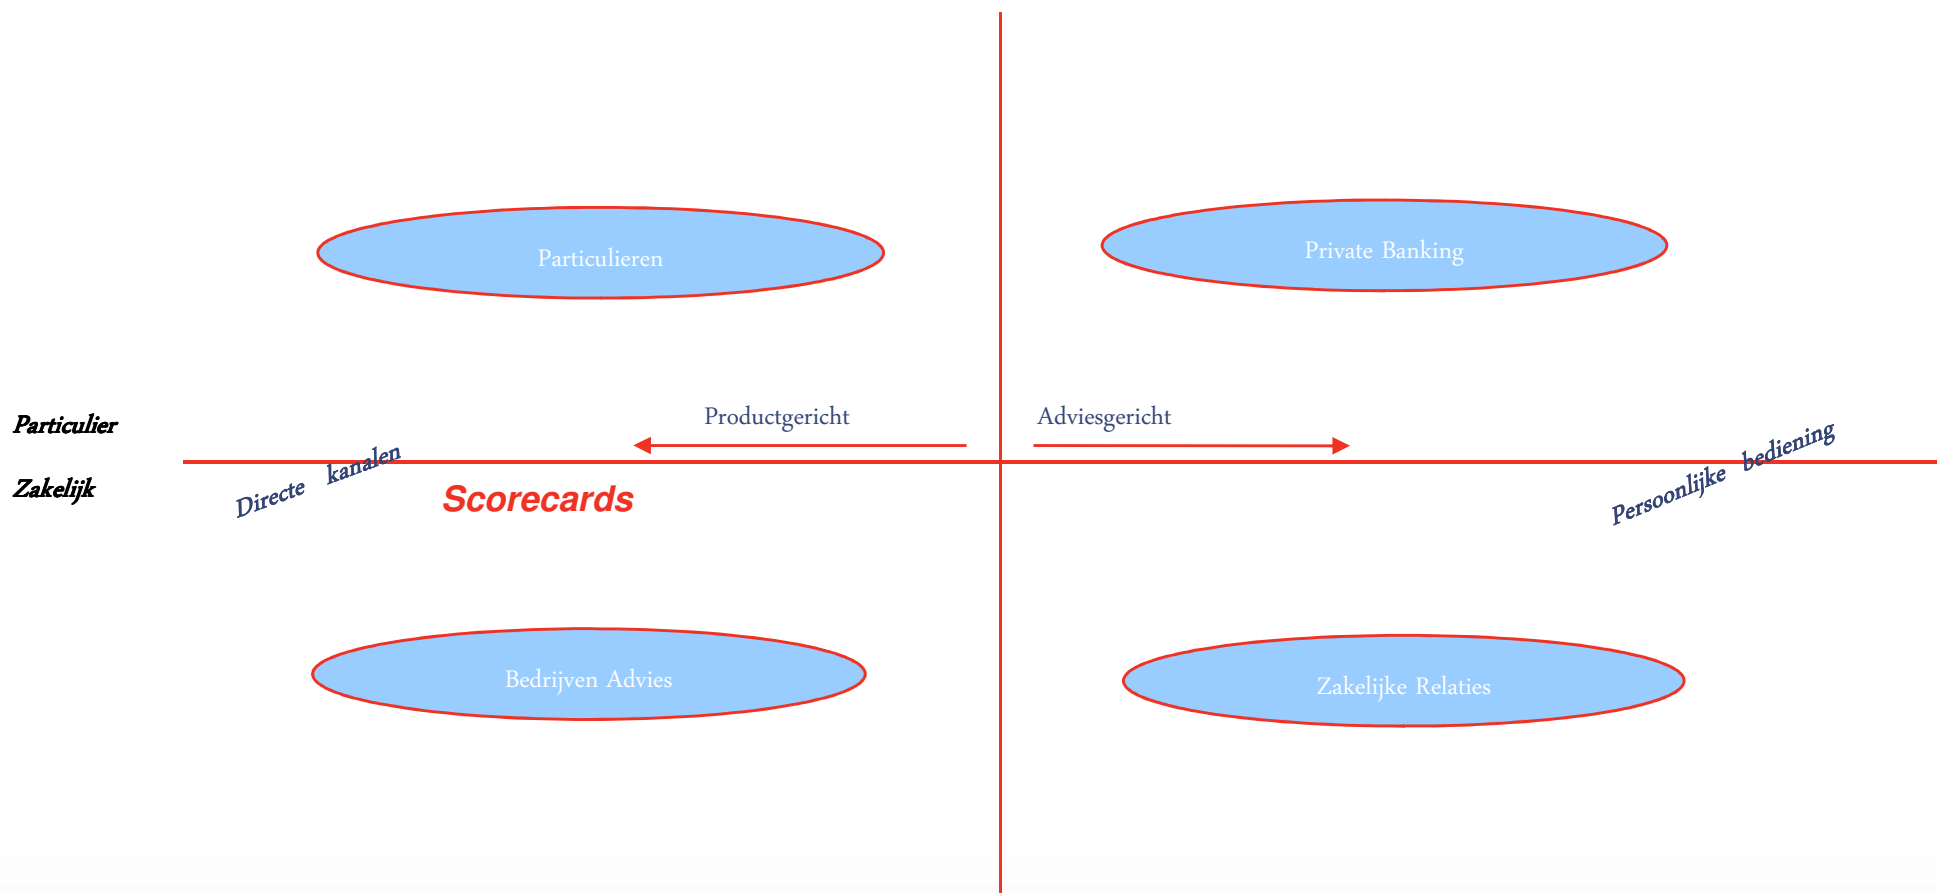 Particulieren
Private Banking
Productgericht
Adviesgericht
Particulier
Zakelijk
Directe kanalen
Scorecards
Persoonlijke bediening
Bedrijven Advies
Zakelijke Relaties